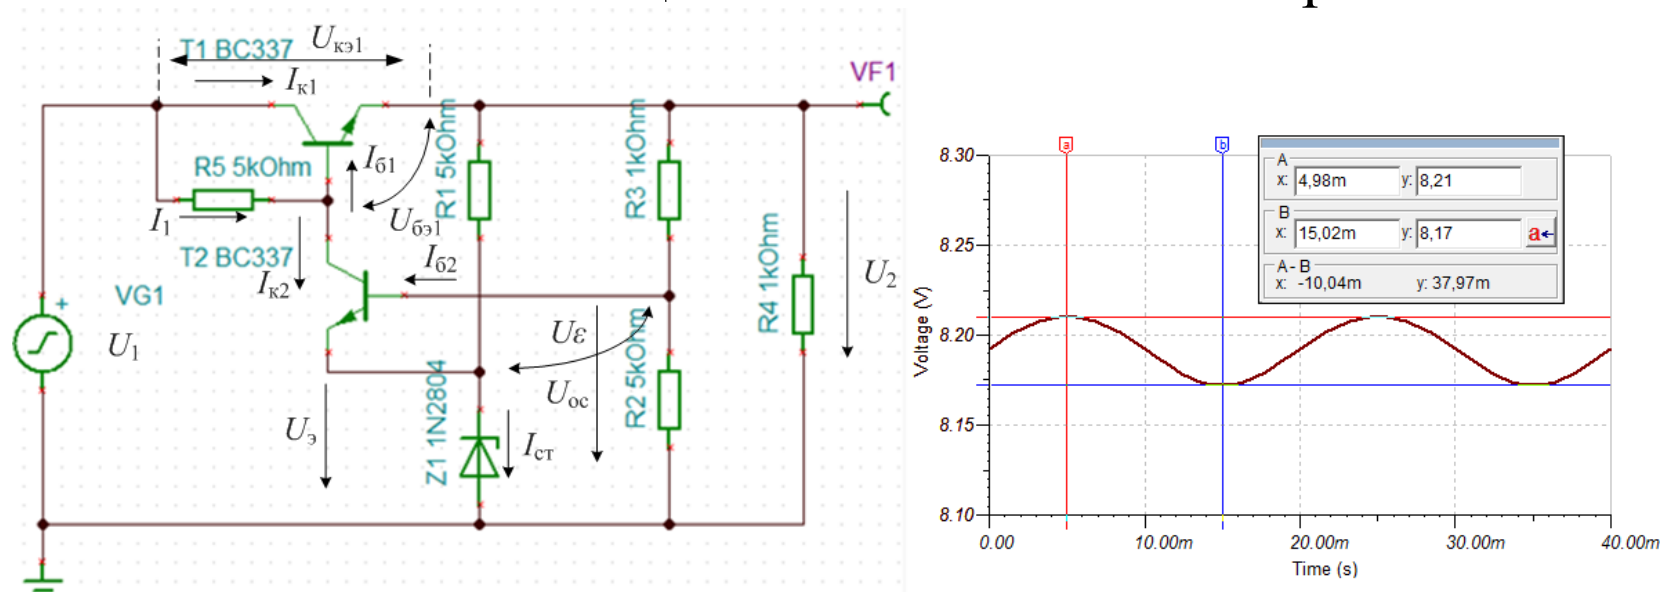 T1 BC337
Uкэ1
Iк1
VF1
R5 5kOhm
Iб1
R1 5kOhm
R3 1kOhm
I1
Uбэ1
T2 BC337
Iк2
Iб2
R4 1kOhm
U2
VG1
+
U1
Uε
Uос
R2 5kOhm
Uэ
Z1 1N2804
Iст
8.30
8.25
8.20
8.15
8.10
Voltage (V)
a
b
A
x: 4,98m y: 8,21
B
x: 15,02m y: 8,17 a←
A - B
x: -10,04m y: 37,97m
0.00 10.00m 20.00m 30.00m 40.00m
Time (s)